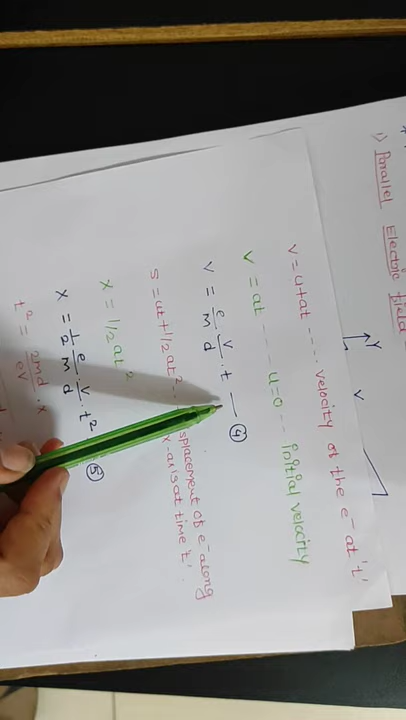 1) Parallel Electric field
Y
V
v = u+at ..... velocity of the e⁻ at 't'
v = at .... u=0 ... initial velocity
v = e/m · V/d · t — ④
s = ut + 1/2 at² .. displacement of e⁻ along
x-axis at time 't'.
x = 1/2 at²
x = 1/2 e/m · V/d · t² ⑤
t² = 2md/eV · x